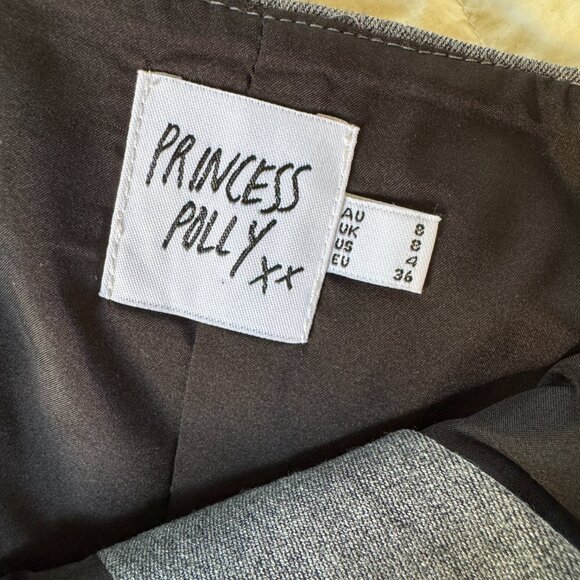 PRINCESS
POLLY
xx
AU 8
UK 8
US 4
EU 36